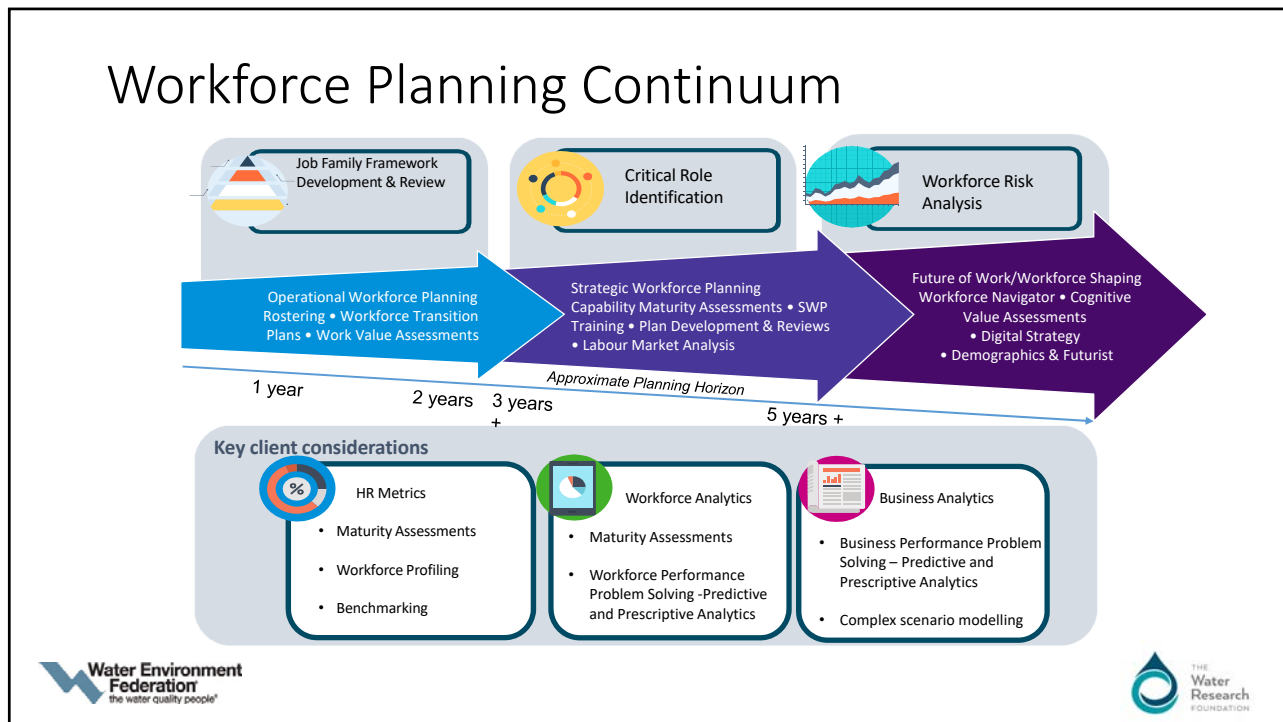 Workforce Planning Continuum
Job Family Framework
Development & Review
Critical Role
Identification
Workforce Risk
Analysis
Operational Workforce Planning
Rostering • Workforce Transition
Plans • Work Value Assessments
Strategic Workforce Planning
Capability Maturity Assessments • SWP
Training • Plan Development & Reviews
• Labour Market Analysis
Future of Work/Workforce Shaping
Workforce Navigator • Cognitive
Value Assessments
• Digital Strategy
• Demographics & Futurist
Approximate Planning Horizon
1 year
2 years
3 years
+
5 years +
Key client considerations
%
HR Metrics
• Maturity Assessments
• Workforce Profiling
• Benchmarking
Workforce Analytics
• Maturity Assessments
• Workforce Performance
Problem Solving -Predictive
and Prescriptive Analytics
Business Analytics
• Business Performance Problem
Solving – Predictive and
Prescriptive Analytics
• Complex scenario modelling
Water Environment
Federation®
the water quality people®
THE
Water
Research
FOUNDATION